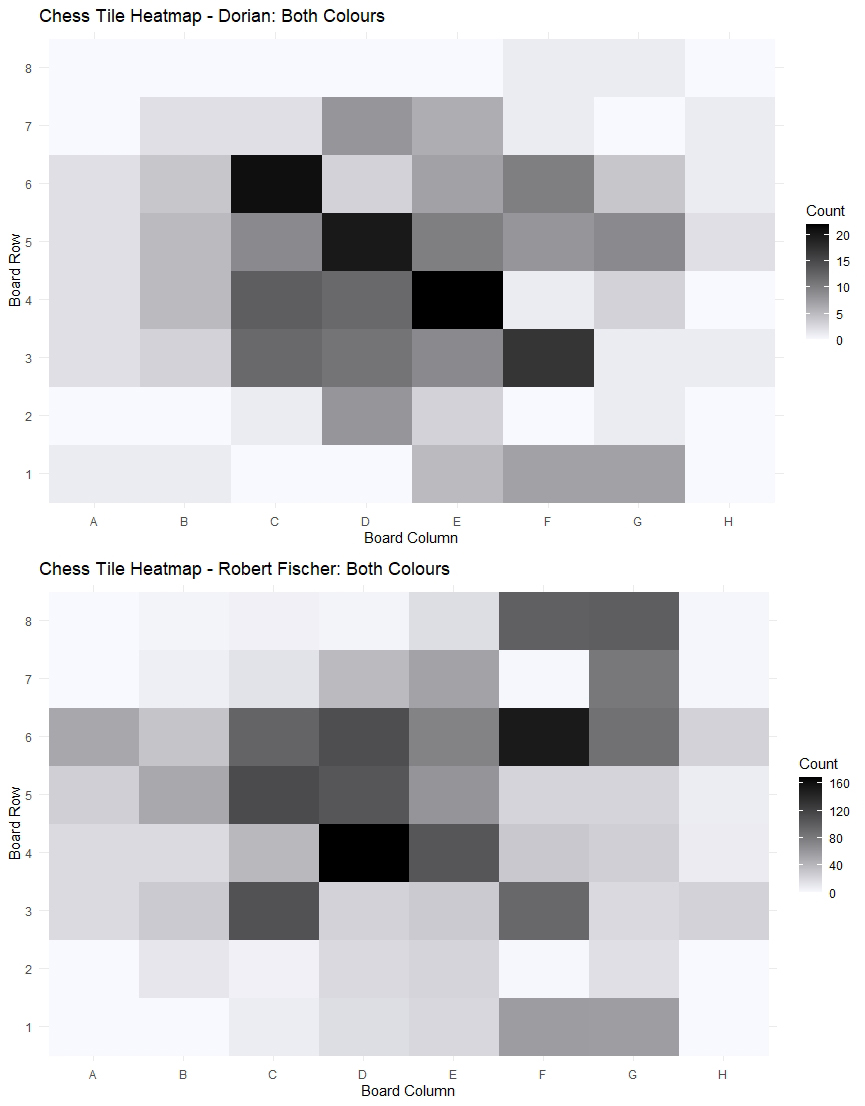 Chess Tile Heatmap - Dorian: Both Colours
8
7
6
5
4
3
2
1
Board Row
A B C D E F G H
Board Column
Count
20
15
10
5
0
Chess Tile Heatmap - Robert Fischer: Both Colours
8
7
6
5
4
3
2
1
Board Row
A B C D E F G H
Board Column
Count
160
120
80
40
0